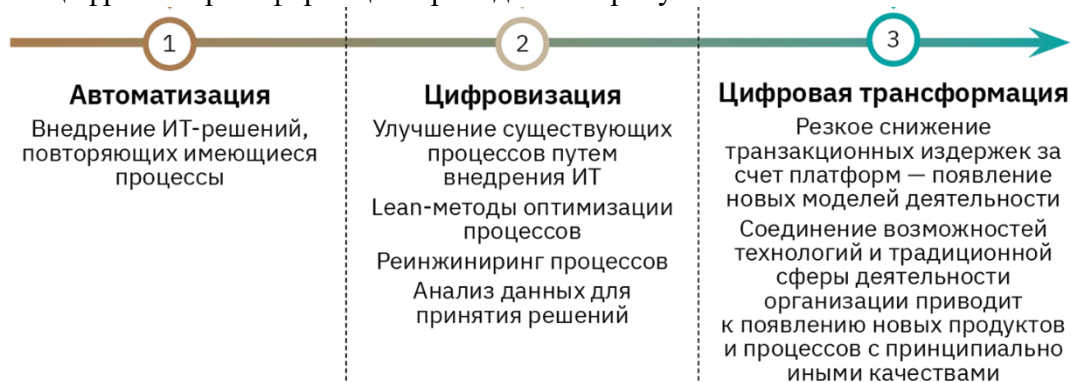 1
2
3
Автоматизация
Внедрение ИТ-решений,
повторяющих имеющиеся
процессы
Цифровизация
Улучшение существующих
процессов путем
внедрения ИТ
Lean-методы оптимизации
процессов
Реинжиниринг процессов
Анализ данных для
принятия решений
Цифровая трансформация
Резкое снижение
транзакционных издержек за
счет платформ — появление
новых моделей деятельности
Соединение возможностей
технологий и традиционной
сферы деятельности
организации приводит
к появлению новых продуктов
и процессов с принципиально
иными качествами